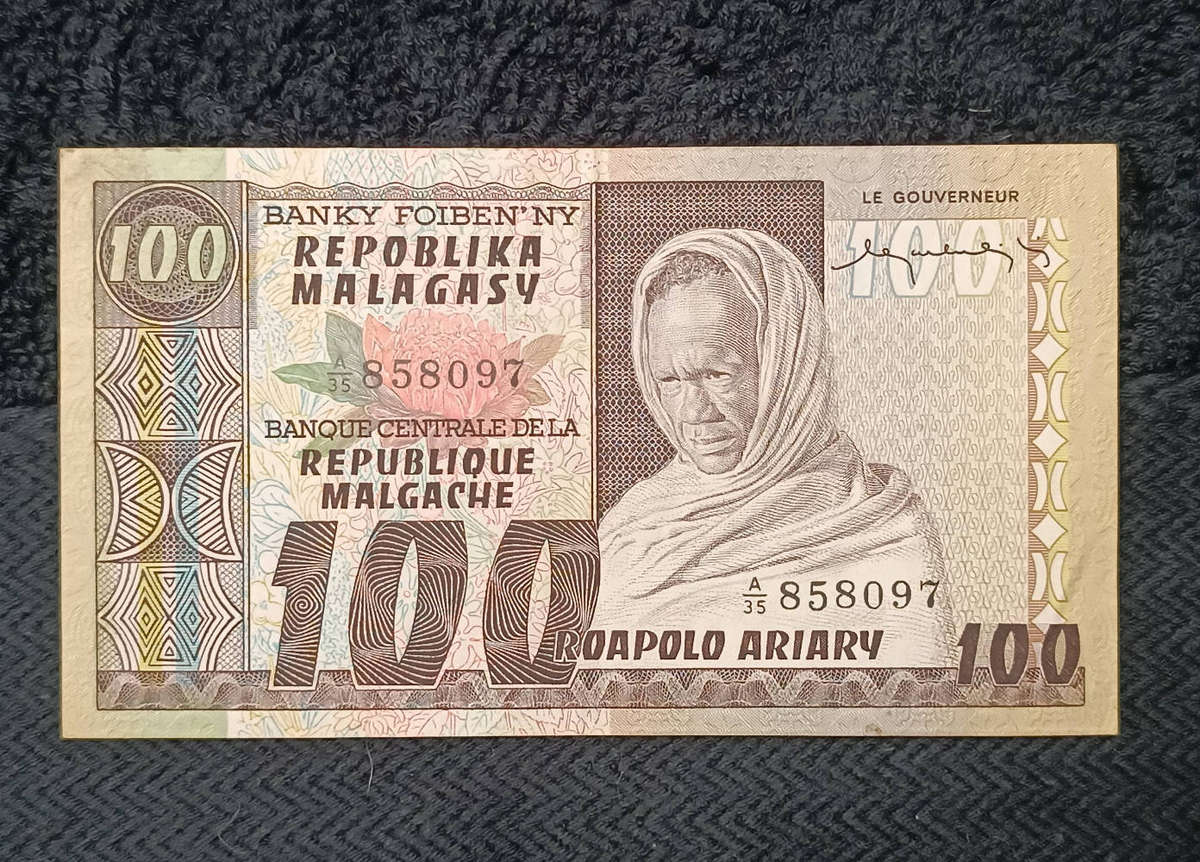 100
BANKY FOIBEN'NY
REPOBLIKA
MALAGASY
A/35 858097
BANQUE CENTRALE DE LA
REPUBLIQUE
MALGACHE
100
ROAPOLO ARIARY
LE GOUVERNEUR
100
A/35 858097
100